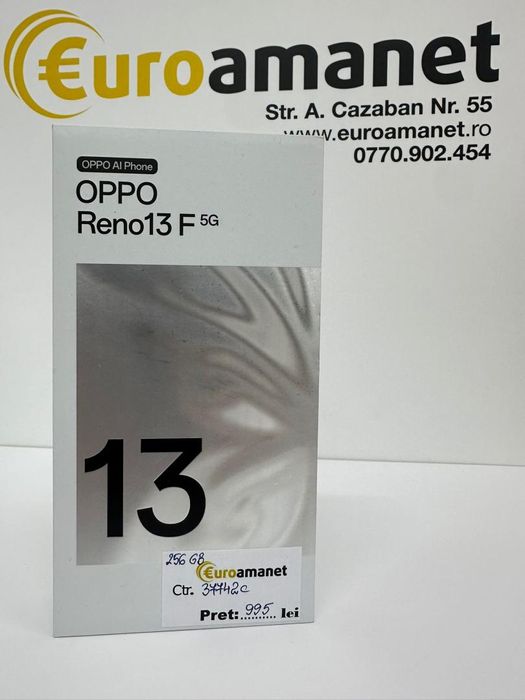 €uroamanet
Str. A. Cazaban Nr. 55
www.euroamanet.ro
0770.902.454
OPPO AI Phone
OPPO
Reno13 F 5G
13
256 GB
€uroamanet
Ctr. 37742c
Pret: 995 lei